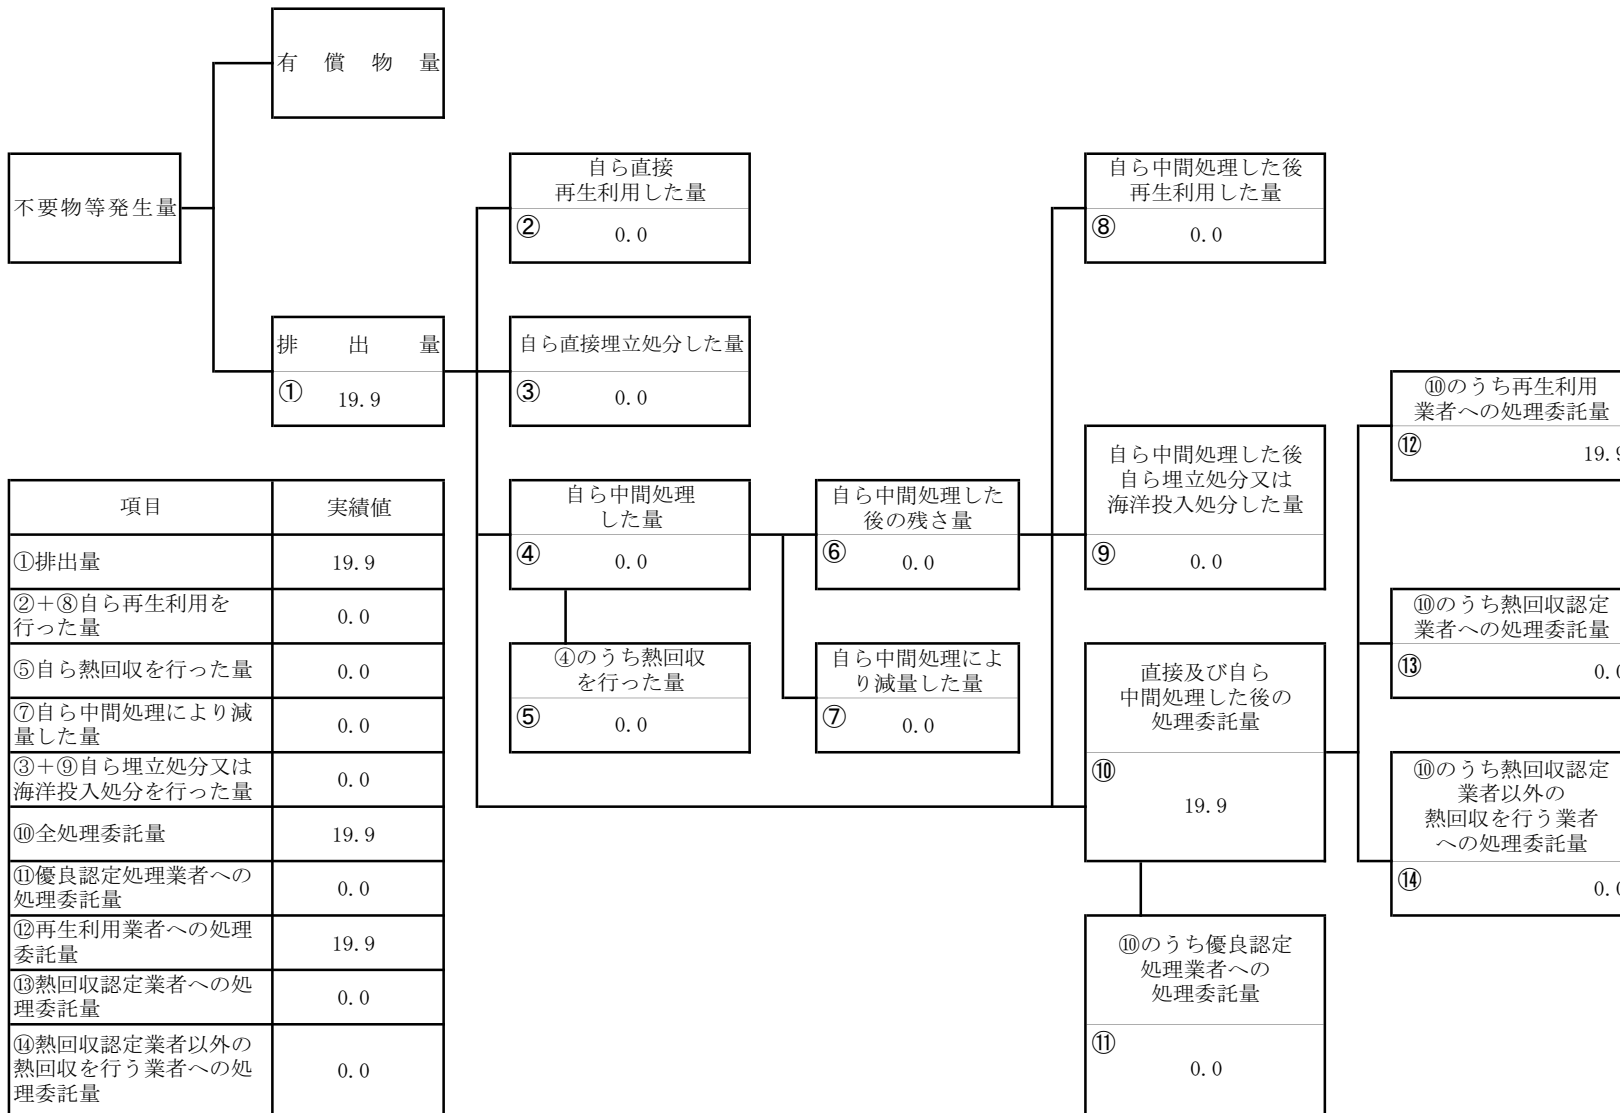 有償物量
不要物等発生量
排出量
① 19.9
自ら直接
再生利用した量
② 0.0
自ら直接埋立処分した量
③ 0.0
自ら中間処理
した量
④ 0.0
④のうち熱回収
を行った量
⑤ 0.0
自ら中間処理した
後の残さ量
⑥ 0.0
自ら中間処理によ
り減量した量
⑦ 0.0
自ら中間処理した後
再生利用した量
⑧ 0.0
自ら中間処理した後
自ら埋立処分又は
海洋投入処分した量
⑨ 0.0
直接及び自ら
中間処理した後の
処理委託量
⑩
19.9
⑩のうち優良認定
処理業者への
処理委託量
⑪
0.0
⑩のうち再生利用
業者への処理委託量
⑫ 19.9
⑩のうち熱回収認定
業者への処理委託量
⑬ 0.0
⑩のうち熱回収認定
業者以外の
熱回収を行う業者
への処理委託量
⑭ 0.0
項目 実績値
①排出量 19.9
②＋⑧自ら再生利用を
行った量 0.0
⑤自ら熱回収を行った量 0.0
⑦自ら中間処理により減
量した量 0.0
③＋⑨自ら埋立処分又は
海洋投入処分を行った量 0.0
⑩全処理委託量 19.9
⑪優良認定処理業者への
処理委託量 0.0
⑫再生利用業者への処理
委託量 19.9
⑬熱回収認定業者への処
理委託量 0.0
⑭熱回収認定業者以外の
熱回収を行う業者への処
理委託量 0.0